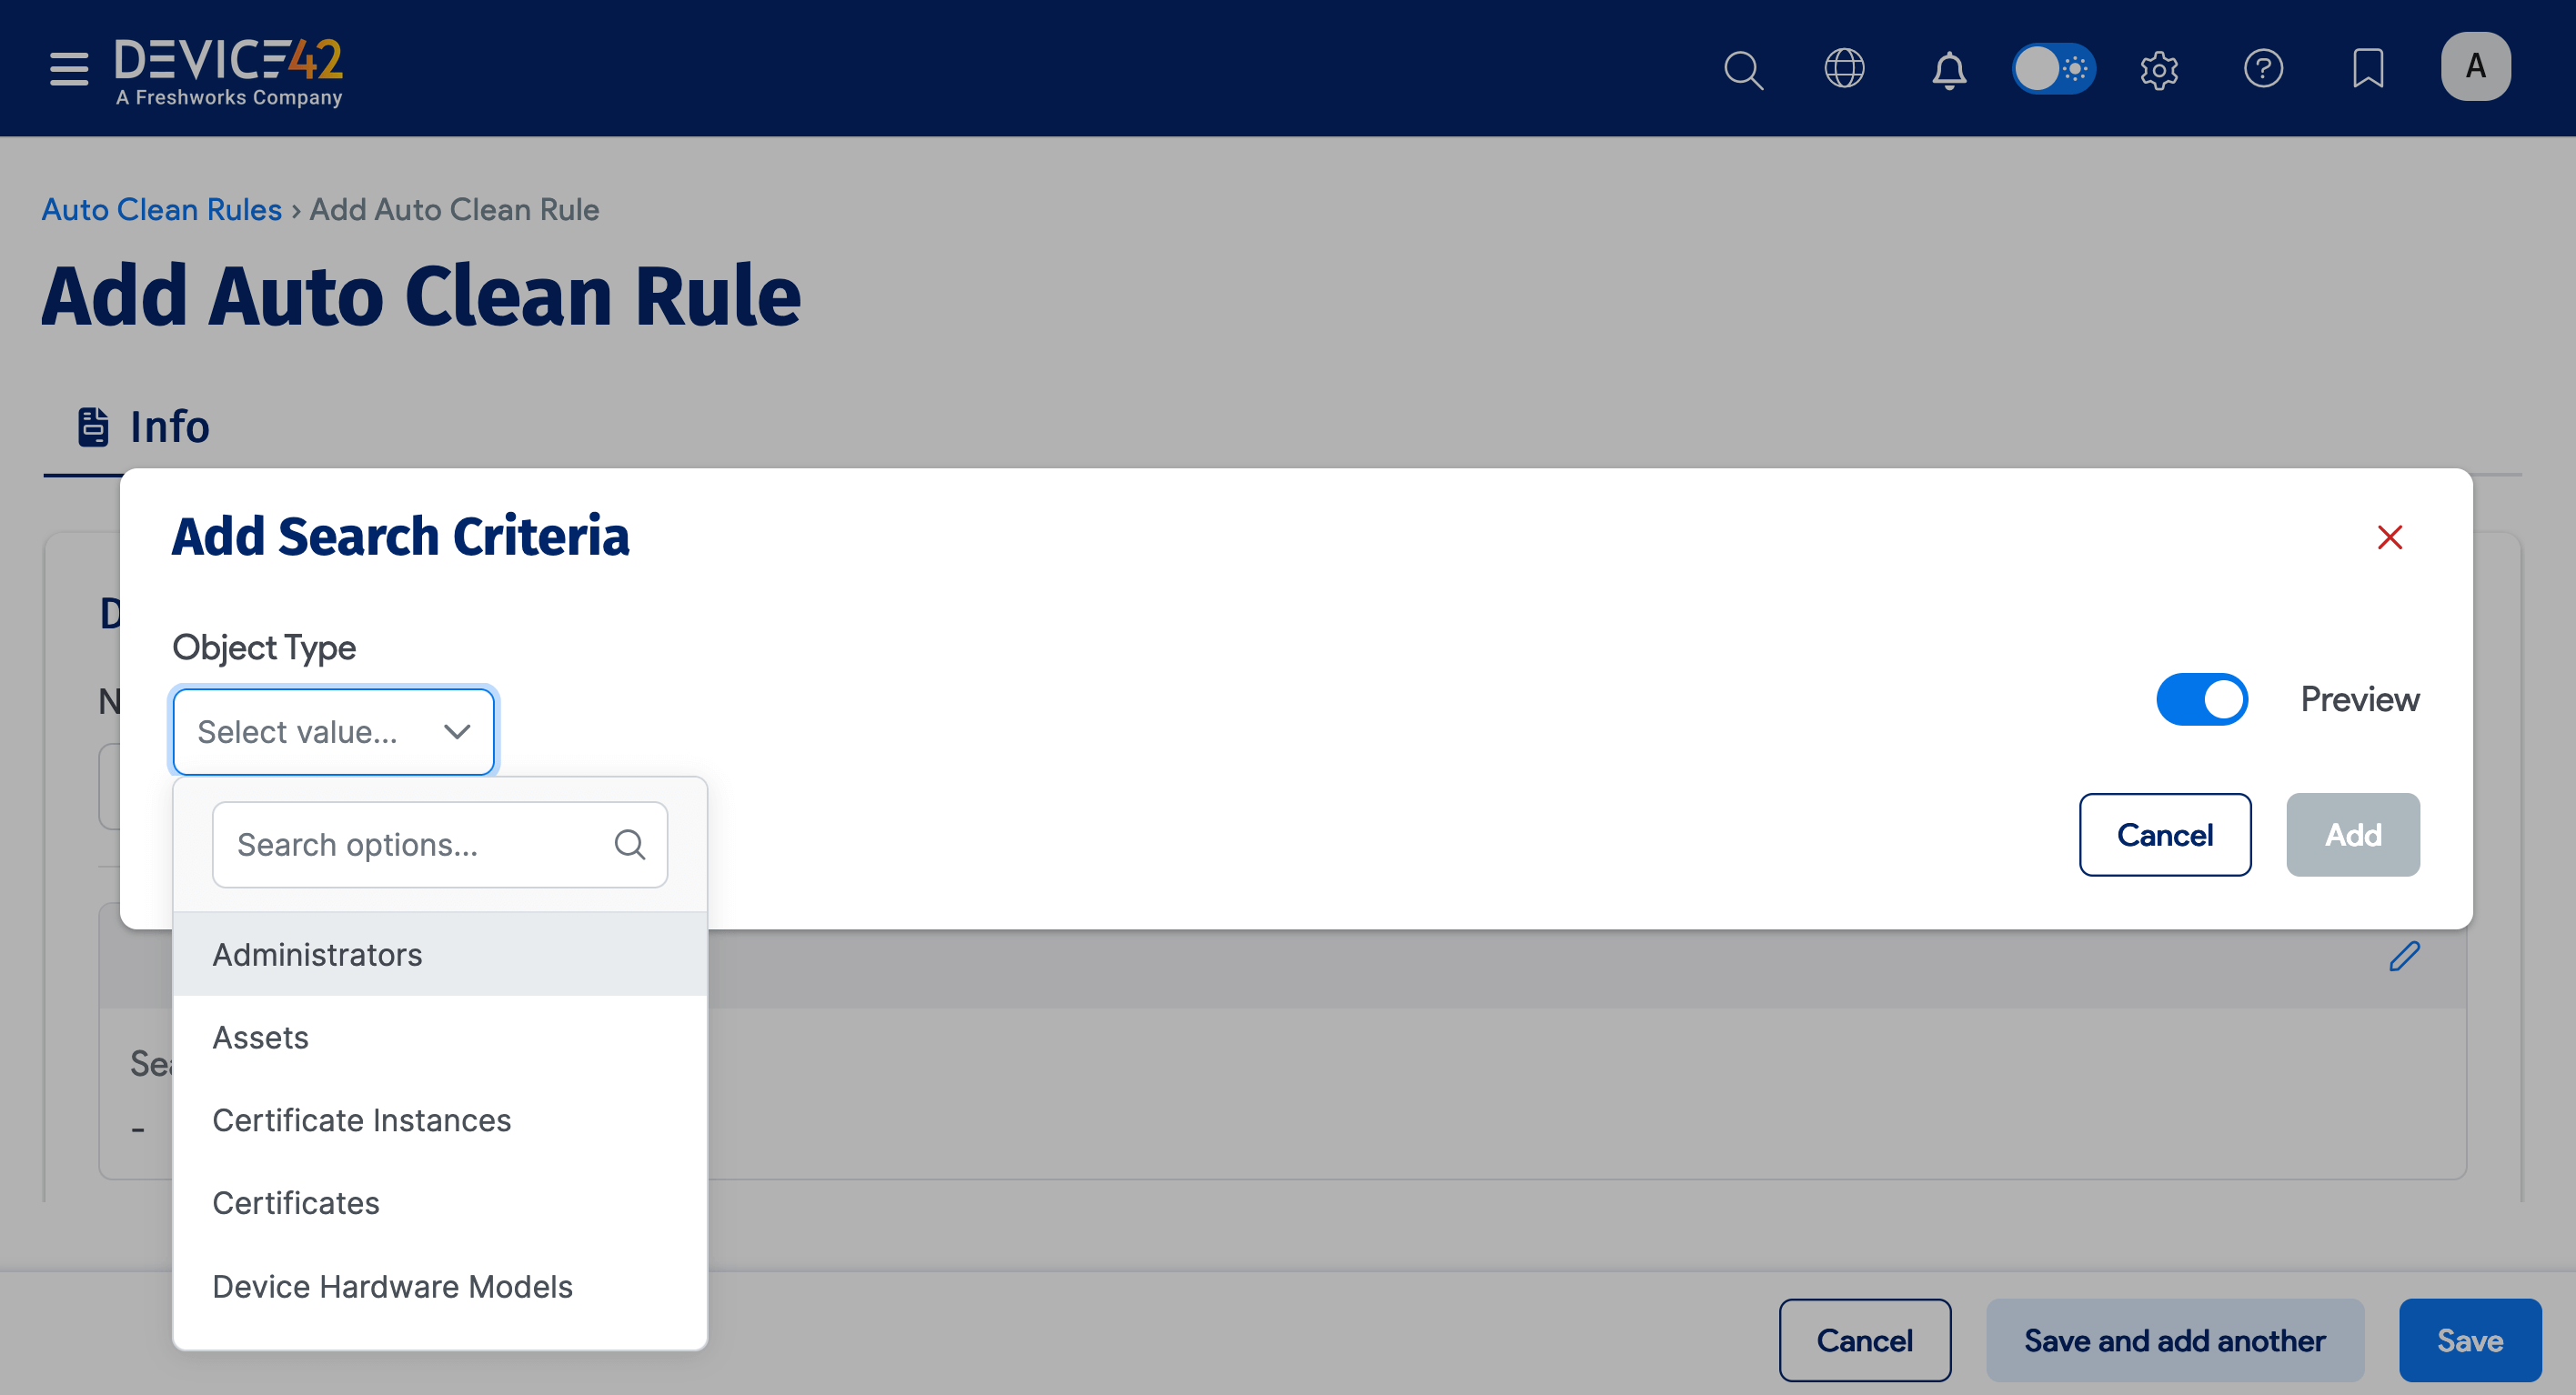 DEVICE42
A Freshworks Company
A
Auto Clean Rules › Add Auto Clean Rule
Add Auto Clean Rule
Info
Add Search Criteria
Object Type
Select value...
Preview
Search options...
Cancel
Add
Administrators
Assets
Certificate Instances
Certificates
Device Hardware Models
-
Cancel
Save and add another
Save